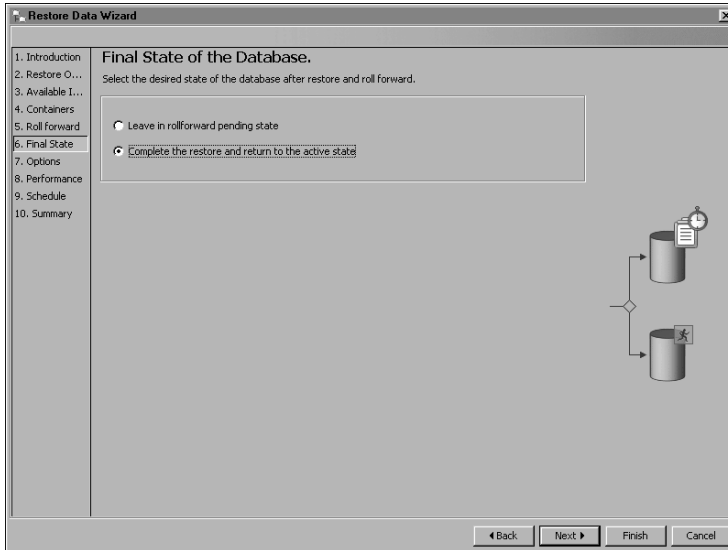 Restore Data Wizard
1. Introduction
2. Restore O...
3. Available I...
4. Containers
5. Roll forward
6. Final State
7. Options
8. Performance
9. Schedule
10. Summary
Final State of the Database.
Select the desired state of the database after restore and roll forward.
Leave in rollforward pending state
Complete the restore and return to the active state
Back
Next
Finish
Cancel